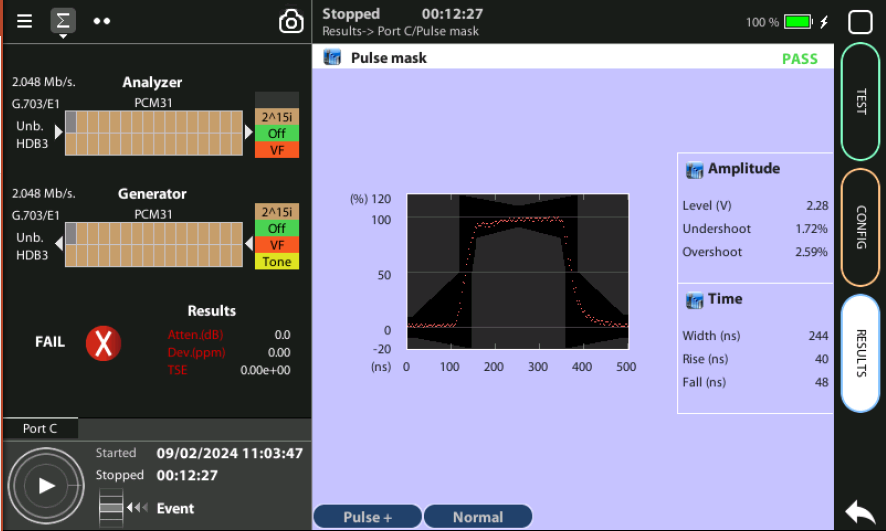 Stopped 00:12:27
Results-> Port C/Pulse mask
100 %
Pulse mask PASS
2.048 Mb/s. Analyzer
G.703/E1 PCM31
Unb.
HDB3
2^15i
Off
VF
2.048 Mb/s. Generator
G.703/E1 PCM31
Unb.
HDB3
2^15i
Off
VF
Tone
Results
FAIL X
Atten.(dB) 0.0
Dev.(ppm) 0.00
TSE 0.00e+00
Port C
Started 09/02/2024 11:03:47
Stopped 00:12:27
Event
(%) 120
100
50
0
-20
(ns) 0 100 200 300 400 500
Amplitude
Level (V) 2.28
Undershoot 1.72%
Overshoot 2.59%
Time
Width (ns) 244
Rise (ns) 40
Fall (ns) 48
Pulse + Normal
TEST
CONFIG
RESULTS